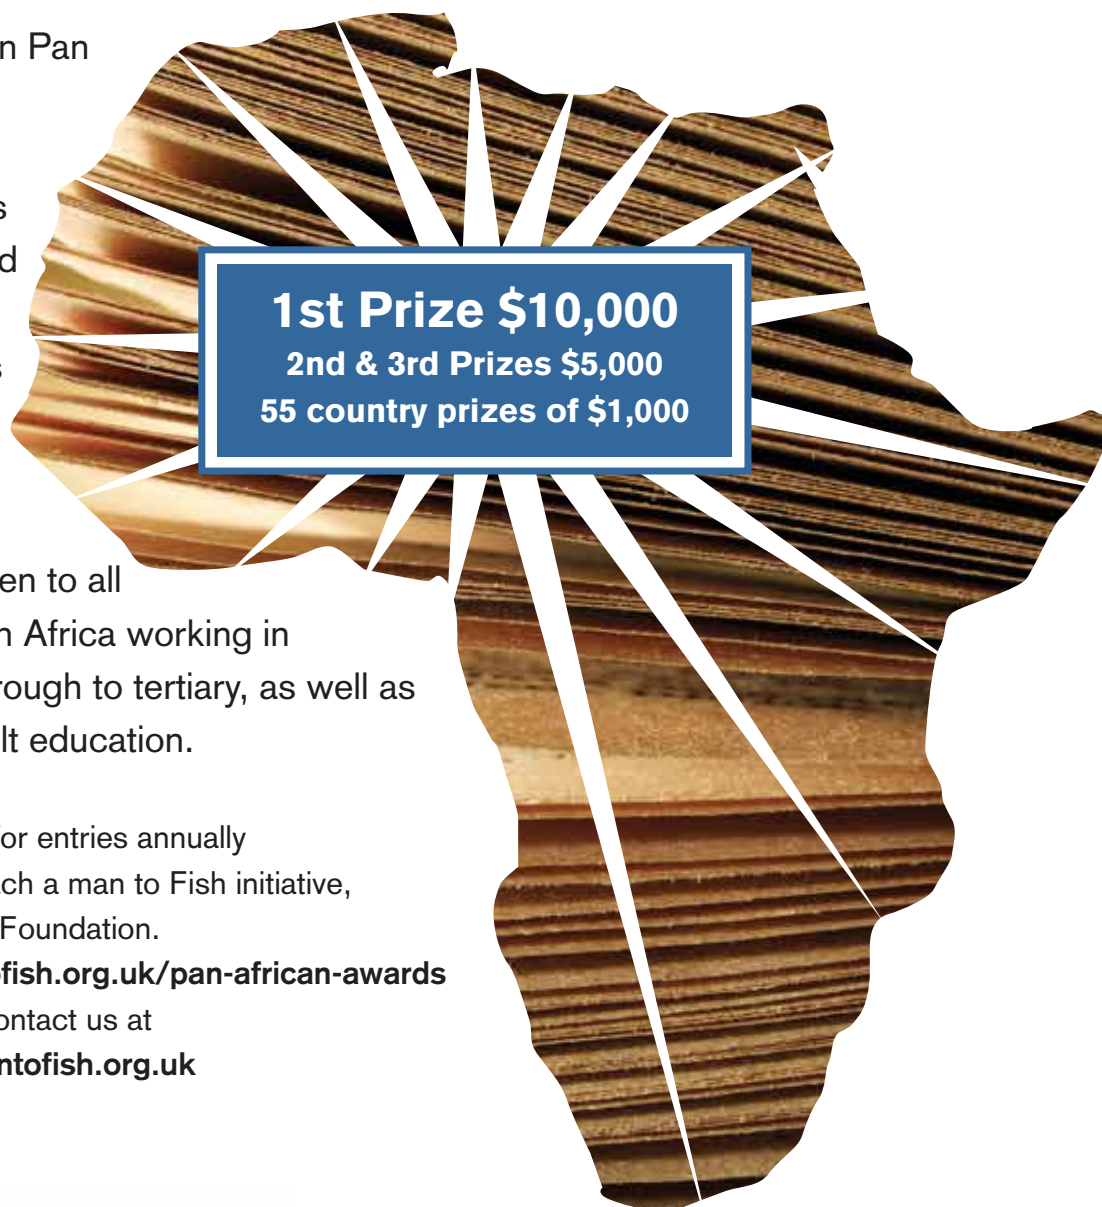 n Pan
s
d
s
1st Prize $10,000
2nd & 3rd Prizes $5,000
55 country prizes of $1,000
en to all
n Africa working in
rough to tertiary, as well as
lt education.
or entries annually
ach a man to Fish initiative,
Foundation.
ofish.org.uk/pan-african-awards
ontact us at
ntofish.org.uk